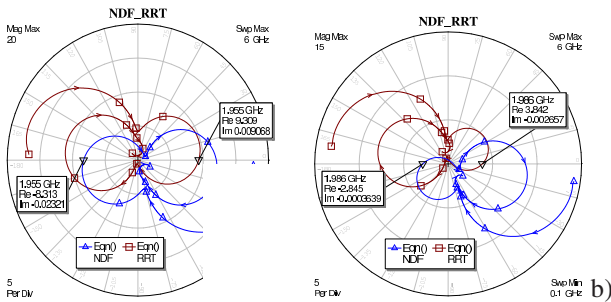 NDF_RRT
Mag Max
20
Swp Max
6 GHz
1.955 GHz
Re 9.309
Im 0.009068
1.955 GHz
Re -8.313
Im -0.02321
Eqn() Eqn()
NDF RRT
5
Per Div
NDF_RRT
Mag Max
15
Swp Max
6 GHz
1.986 GHz
Re 3.842
Im -0.002657
1.986 GHz
Re -2.845
Im -0.0003639
Eqn() Eqn()
NDF RRT
5
Per Div
Swp Min
0.1 GHz
b)